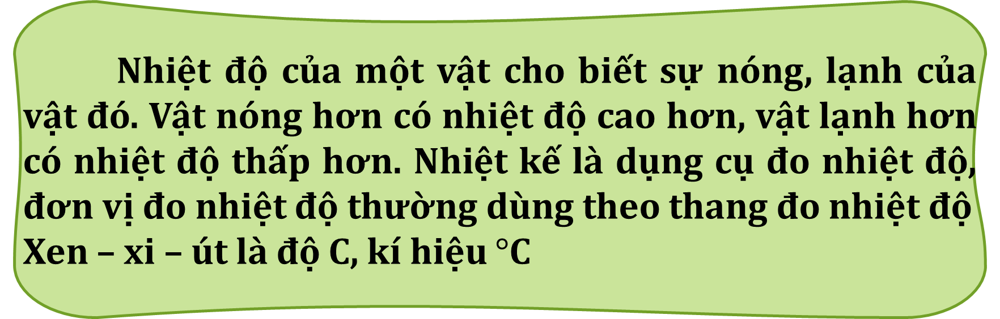 Nhiệt độ của một vật cho biết sự nóng, lạnh của
vật đó. Vật nóng hơn có nhiệt độ cao hơn, vật lạnh hơn
có nhiệt độ thấp hơn. Nhiệt kế là dụng cụ đo nhiệt độ,
đơn vị đo nhiệt độ thường dùng theo thang đo nhiệt độ
Xen – xi – út là độ C, kí hiệu °C